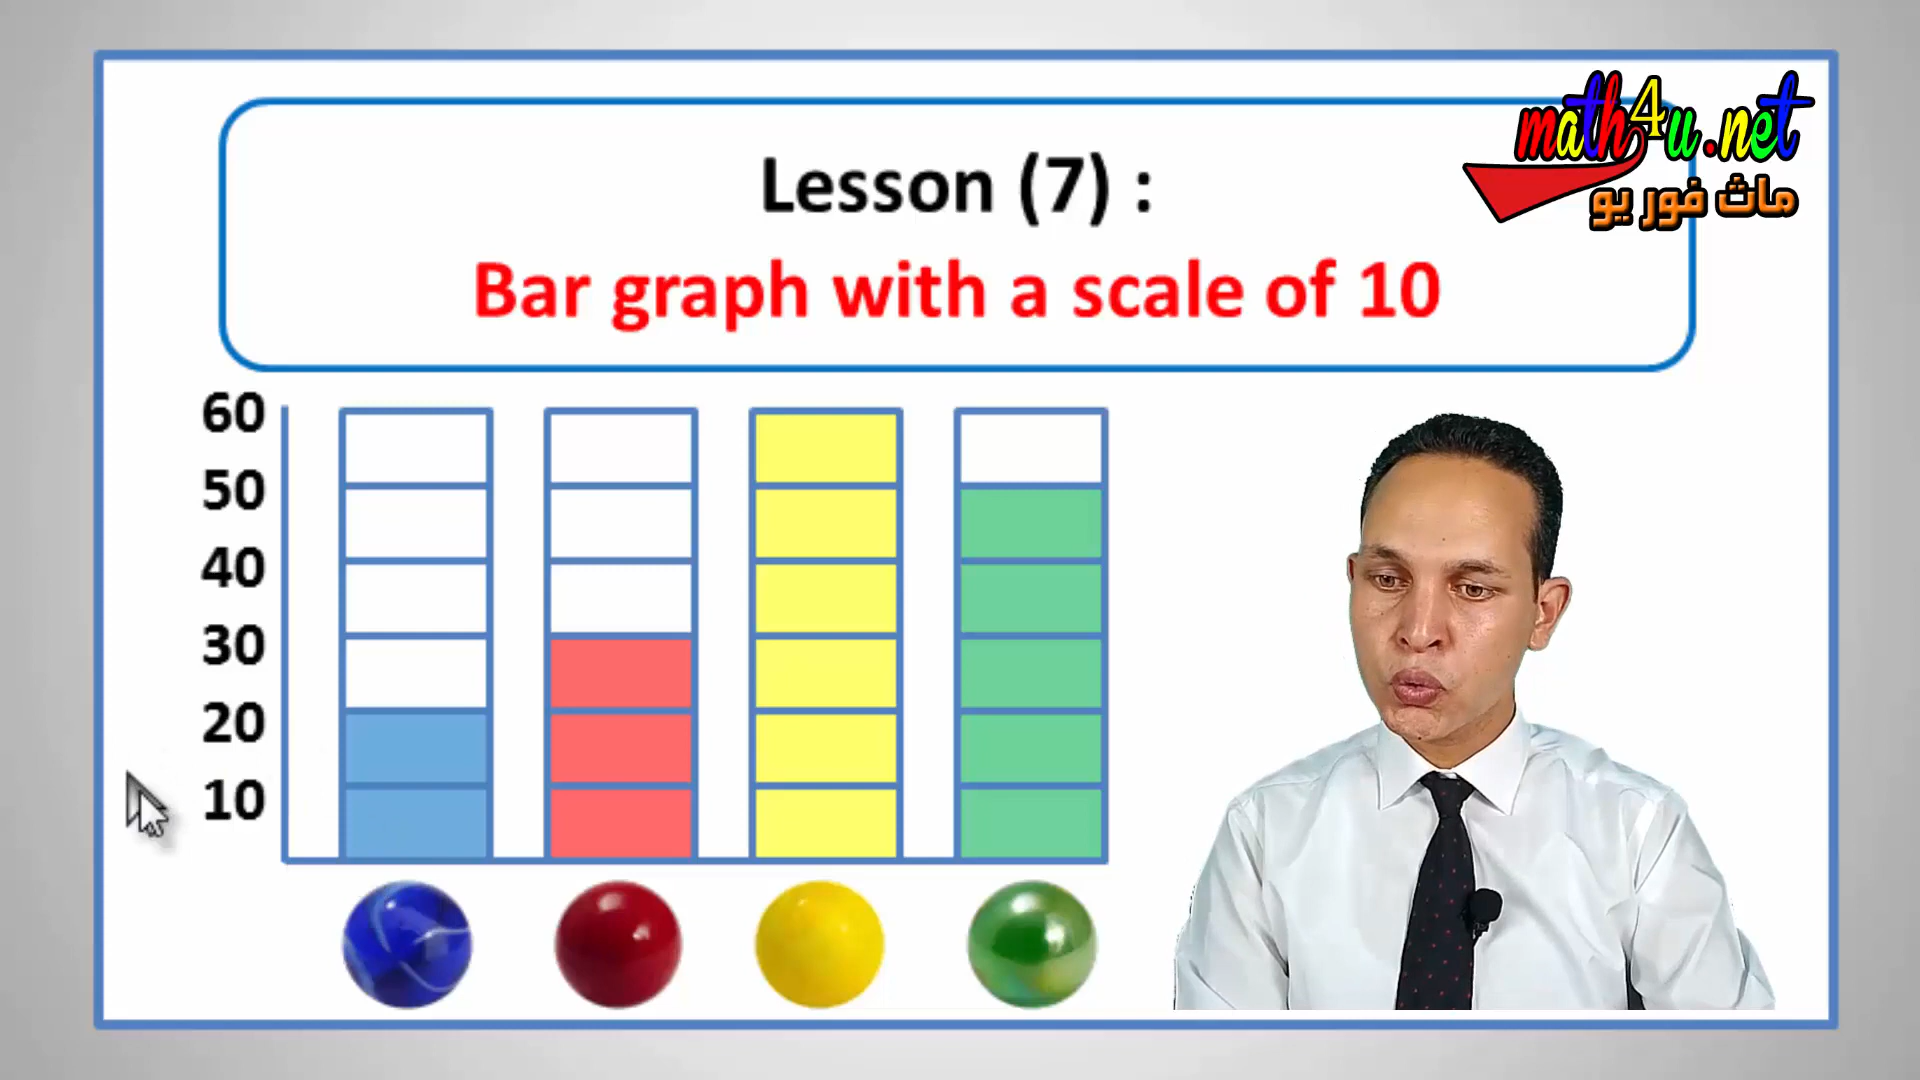 math4u.net
ماث فور يو
Lesson (7) :
Bar graph with a scale of 10
60
50
40
30
20
10